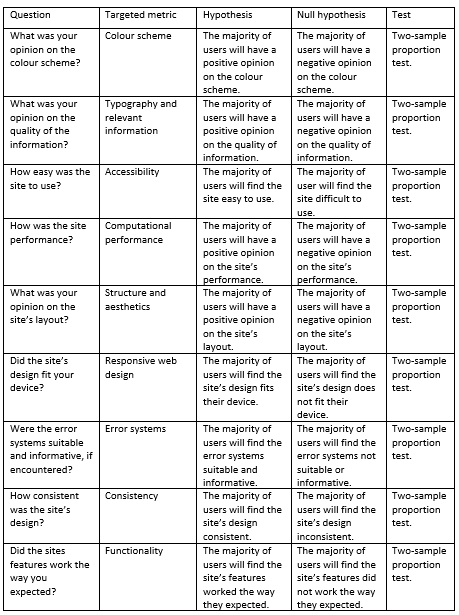 Question
Targeted metric
Hypothesis
Null hypothesis
Test
What was your
opinion on the
colour scheme?
Colour scheme
The majority of
users will have a
positive opinion
on the colour
scheme.
The majority of
users will have a
negative opinion
on the colour
scheme.
Two-sample
proportion
test.
What was your
opinion on the
quality of the
information?
Typography and
relevant
information
The majority of
users will have a
positive opinion
on the quality of
information.
The majority of
users will have a
negative opinion
on the quality of
information.
Two-sample
proportion
test.
How easy was the
site to use?
Accessibility
The majority of
users will find the
site easy to use.
The majority of
user will find the
site difficult to
use.
Two-sample
proportion
test.
How was the site
performance?
Computational
performance
The majority of
users will have a
positive opinion
on the site's
performance.
The majority of
users will have a
negative opinion
on the site's
performance.
Two-sample
proportion
test.
What was your
opinion on the
site's layout?
Structure and
aesthetics
The majority of
users will have a
positive opinion
on the site's
layout.
The majority of
users will have a
negative opinion
on the site's
layout.
Two-sample
proportion
test.
Did the site's
design fit your
device?
Responsive web
design
The majority of
users will find the
site's design fits
their device.
The majority of
users will find the
site's design does
not fit their
device.
Two-sample
proportion
test.
Were the error
systems suitable
and informative, if
encountered?
Error systems
The majority of
users will find the
error systems
suitable and
informative.
The majority of
users will find the
error systems not
suitable or
informative.
Two-sample
proportion
test.
How consistent
was the site's
design?
Consistency
The majority of
users will find the
site's design
consistent.
The majority of
users will find the
site's design
inconsistent.
Two-sample
proportion
test.
Did the sites
features work the
way you
expected?
Functionality
The majority of
users will find the
site's features
worked the way
they expected.
The majority of
users will find the
site's features did
not work the way
they expected.
Two-sample
proportion
test.